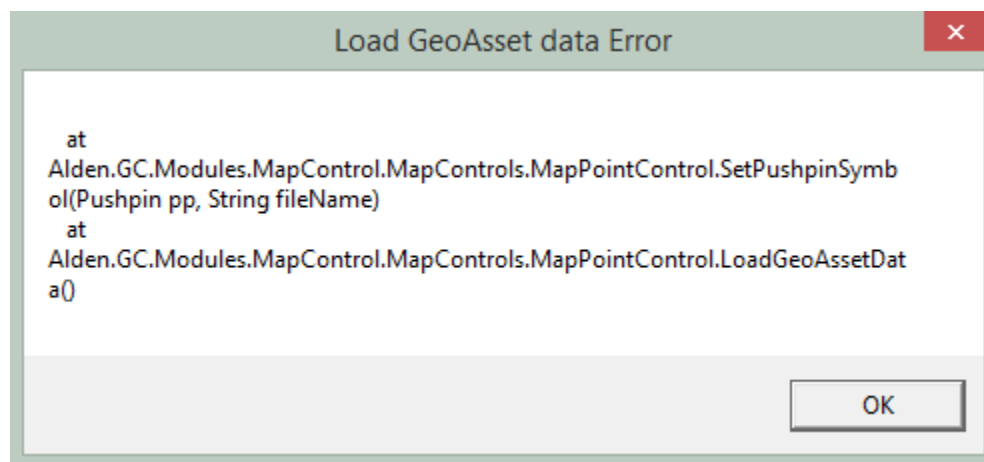 Load GeoAsset data Error
at
Alden.GC.Modules.MapControl.MapControls.MapPointControl.SetPushpinSymb
ol(Pushpin pp, String fileName)
at
Alden.GC.Modules.MapControl.MapControls.MapPointControl.LoadGeoAssetDat
a()
OK